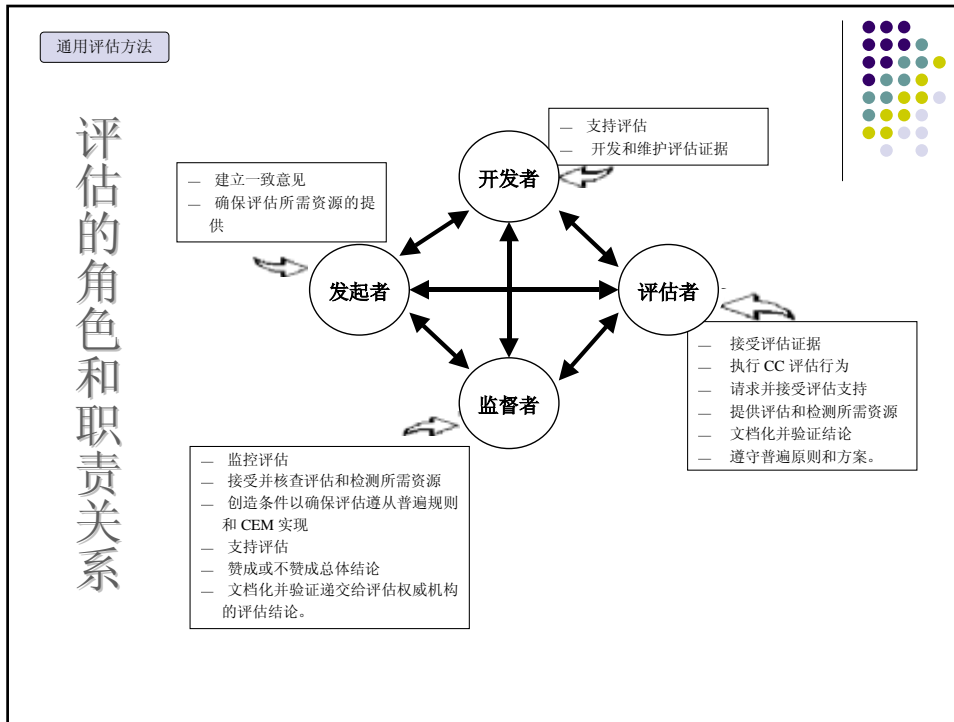 通用评估方法
评估的角色和职责关系
— 支持评估
— 开发和维护评估证据
开发者
— 建立一致意见
— 确保评估所需资源的提
供
发起者
评估者
— 接受评估证据
— 执行 CC 评估行为
— 请求并接受评估支持
— 提供评估和检测所需资源
— 文档化并验证结论
— 遵守普遍原则和方案。
监督者
— 监控评估
— 接受并核查评估和检测所需资源
— 创造条件以确保评估遵从普遍规则
和 CEM 实现
— 支持评估
— 赞成或不赞成总体结论
— 文档化并验证递交给评估权威机构
的评估结论。